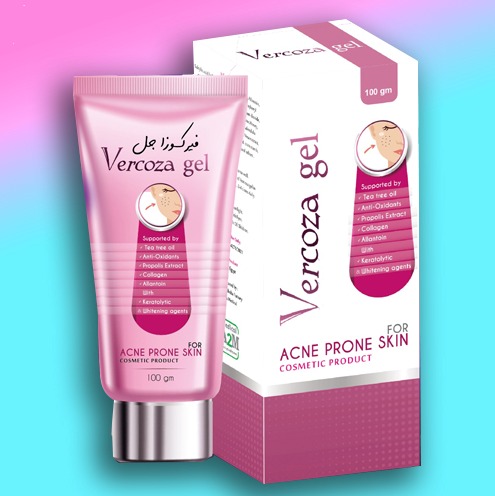 فيركوزا جل
Vercoza gel
Supported by
• Tea tree oil
• Anti-Oxidants
• Propolis Extract
• Collagen
• Allantoin
With
• Keratolytic
• Whitening agents
FOR
ACNE PRONE SKIN
COSMETIC PRODUCT
100 gm
Vercoza gel
100 gm
Vercoza gel
Supported by
• Tea tree oil
• Anti-Oxidants
• Propolis Extract
• Collagen
• Allantoin
With
• Keratolytic
• Whitening agents
FOR
ACNE PRONE SKIN
COSMETIC PRODUCT